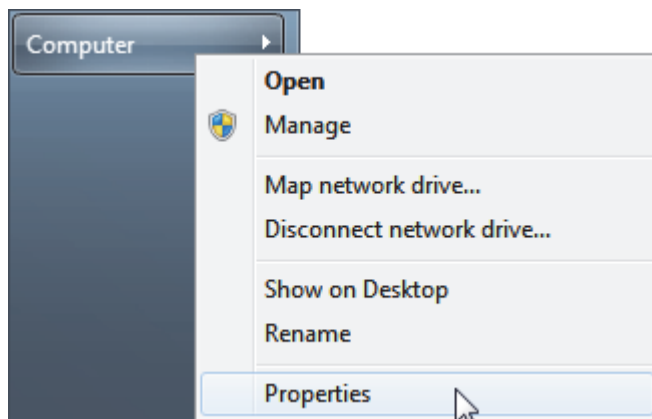 Computer
Open
Manage
Map network drive...
Disconnect network drive...
Show on Desktop
Rename
Properties